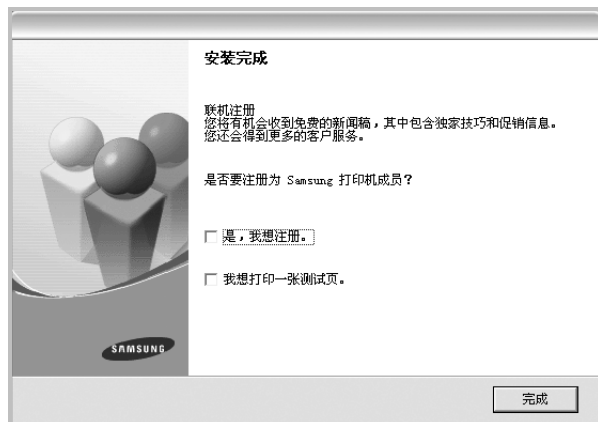 安装完成
联机注册
您将有机会收到免费的新闻稿，其中包含独家技巧和促销信息。
您还会得到更多的客户服务。
是否要注册为 Samsung 打印机成员？
是，我想注册。
我想打印一张测试页。
SAMSUNG
完成